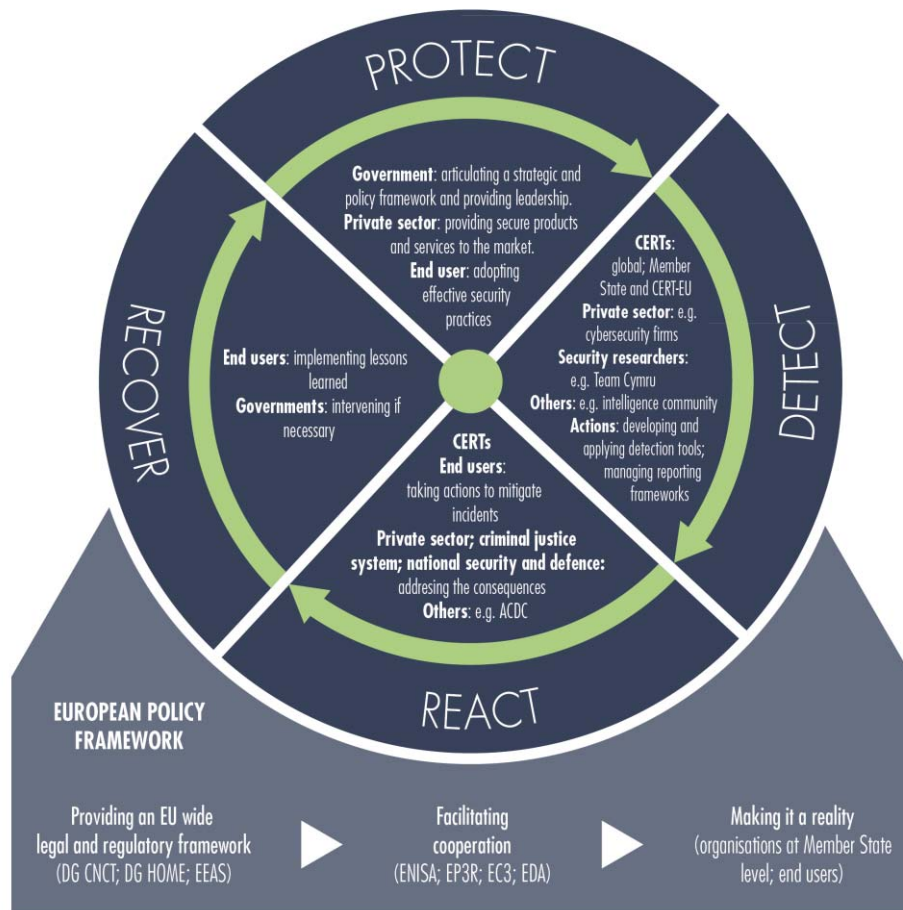 PROTECT
Government: articulating a strategic and
policy framework and providing leadership.
Private sector: providing secure products
and services to the market.
End user: adopting
effective security
practices
DETECT
CERTs:
global; Member
State and CERT-EU
Private sector: e.g.
cybersecurity firms
Security researchers:
e.g. Team Cymru
Others: e.g. intelligence community
Actions: developing and
applying detection tools;
managing reporting
frameworks
REACT
CERTs
End users:
taking actions to mitigate
incidents
Private sector; criminal justice
system; national security and defence:
addresing the consequences
Others: e.g. ACDC
RECOVER
End users: implementing lessons
learned
Governments: intervening if
necessary
EUROPEAN POLICY
FRAMEWORK
Providing an EU wide
legal and regulatory framework
(DG CNCT; DG HOME; EEAS)
Facilitating
cooperation
(ENISA; EP3R; EC3; EDA)
Making it a reality
(organisations at Member State
level; end users)